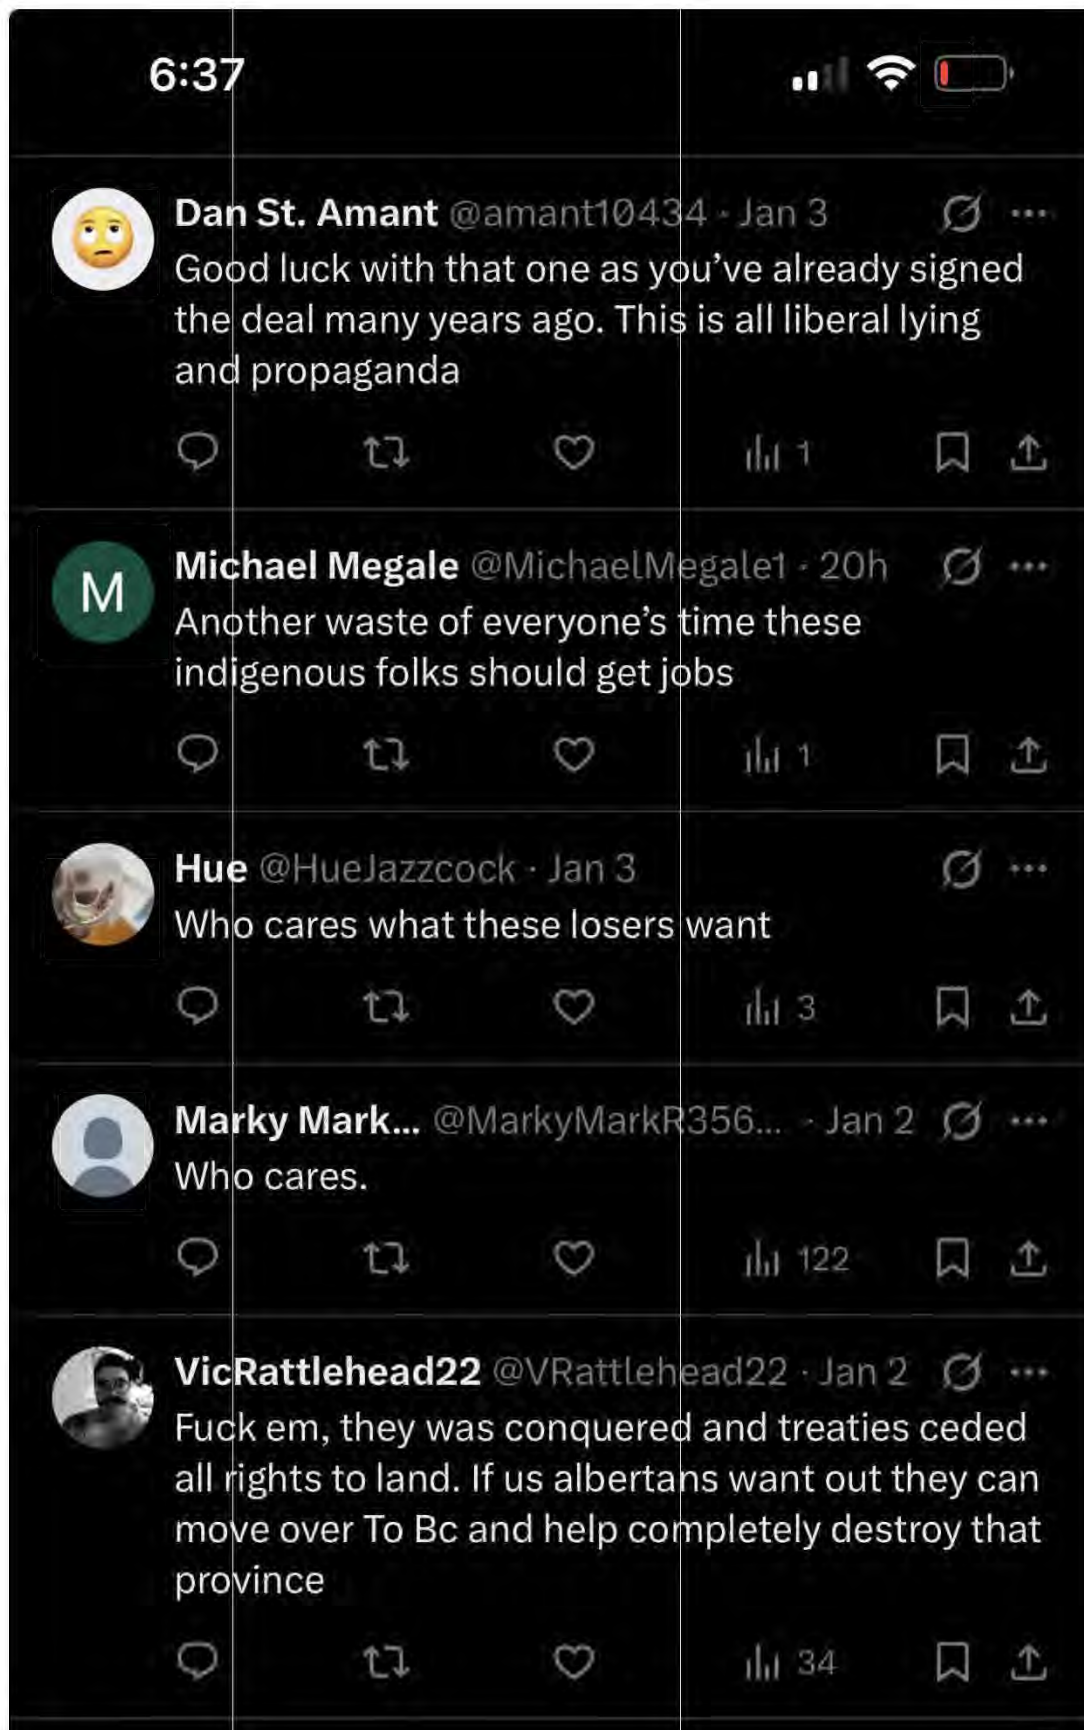 6:37
Dan St. Amant @amant10434 · Jan 3
Good luck with that one as you’ve already signed
the deal many years ago. This is all liberal lying
and propaganda
1
M
Michael Megale @MichaelMegale1 · 20h
Another waste of everyone’s time these
indigenous folks should get jobs
1
Hue @HueJazzcock · Jan 3
Who cares what these losers want
3
Marky Mark... @MarkyMarkR356... · Jan 2
Who cares.
122
VicRattlehead22 @VRattlehead22 · Jan 2
Fuck em, they was conquered and treaties ceded
all rights to land. If us albertans want out they can
move over To Bc and help completely destroy that
province
34